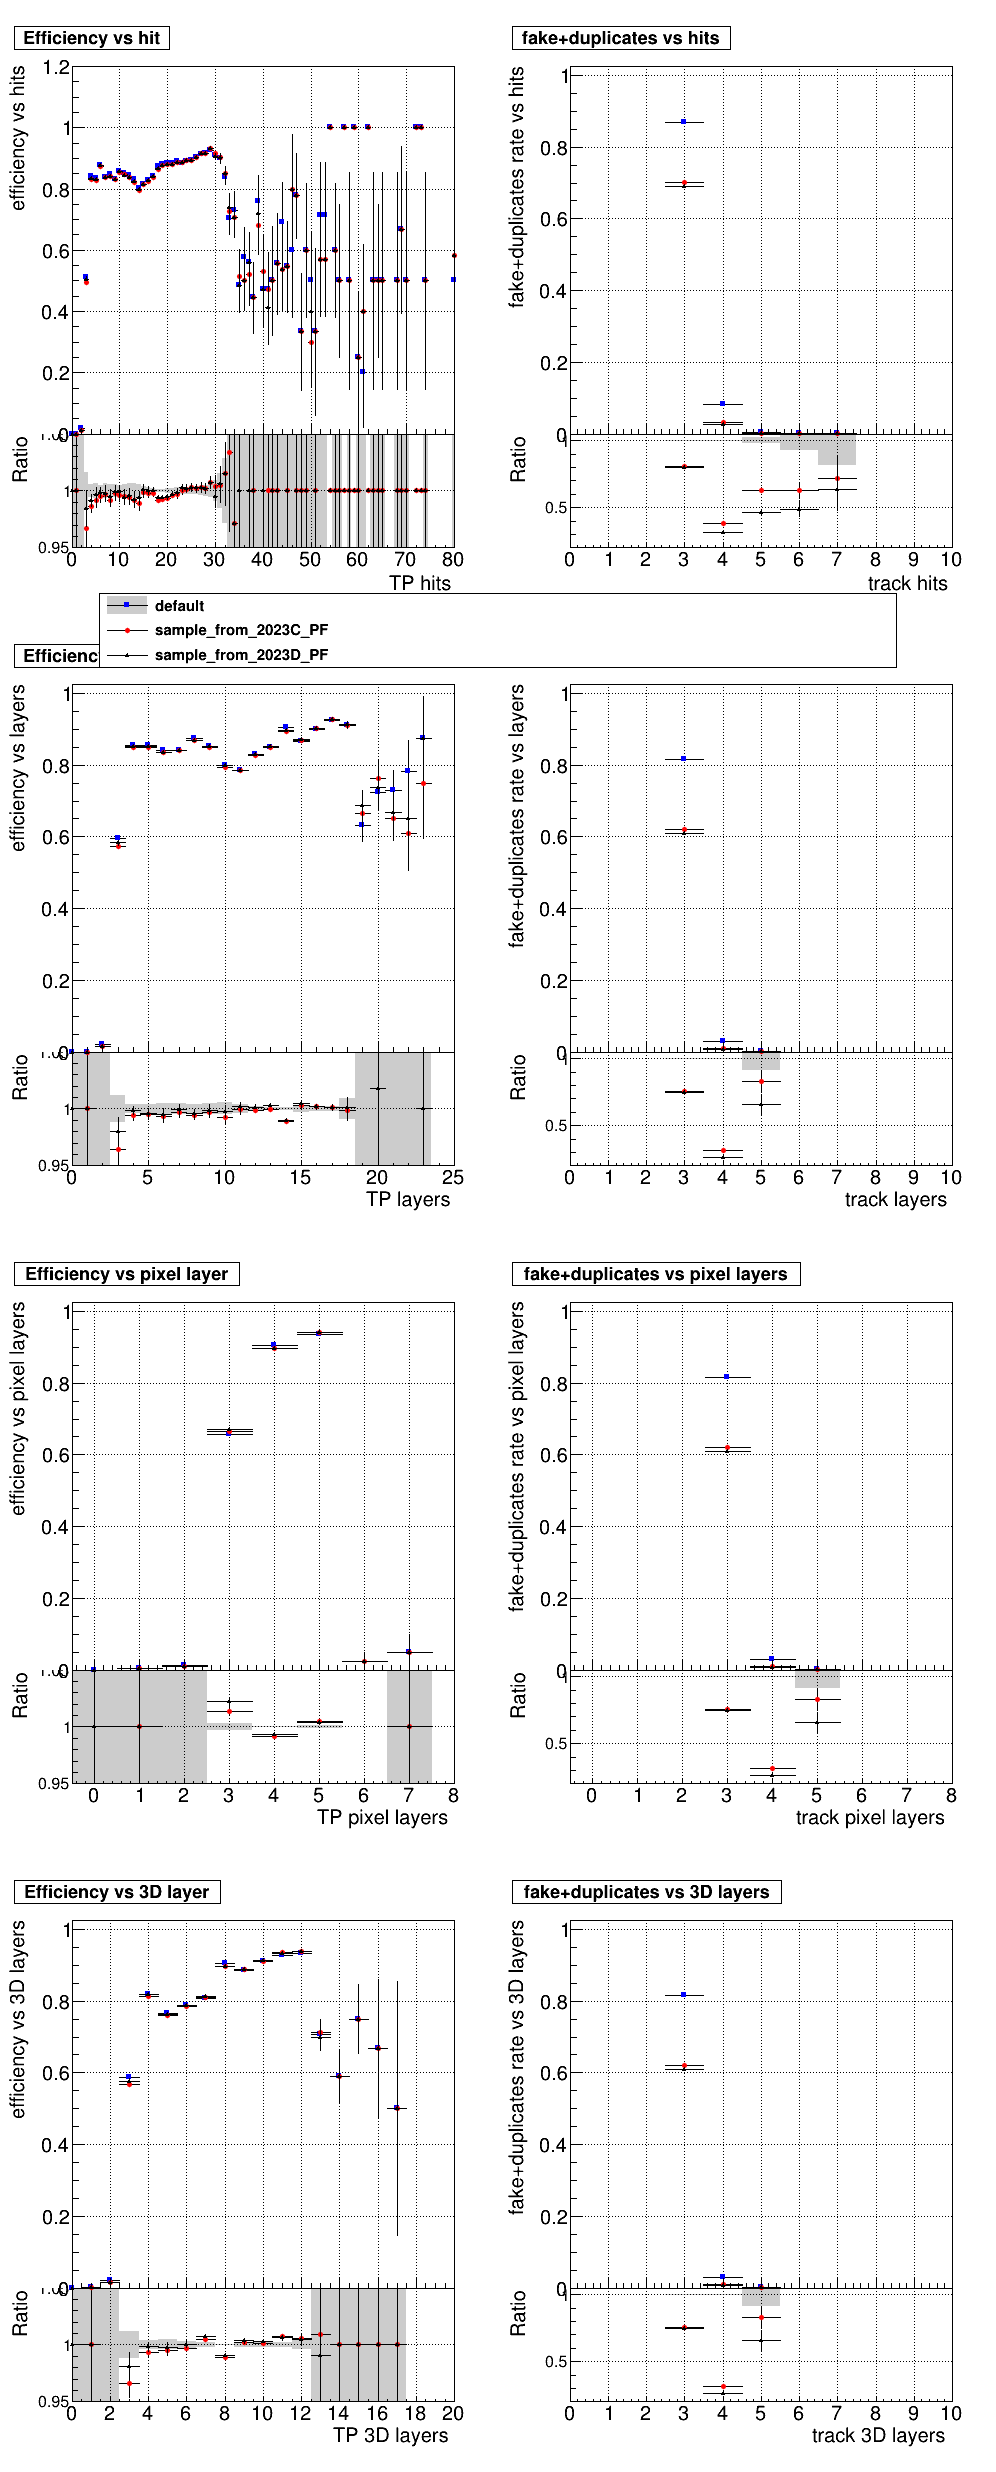 Efficiency vs hit
fake+duplicates vs hits
efficiency vs hits
1.2
1
0.8
0.6
0.4
0.2
0
Ratio
1
0.95
0 10 20 30 40 50 60 70 80
TP hits
fake+duplicates rate vs hits
1
0.8
0.6
0.4
0.2
0
Ratio
1
0.5
0 1 2 3 4 5 6 7 8 9 10
track hits
default
sample_from_2023C_PF
sample_from_2023D_PF
efficiency vs layers
1
0.8
0.6
0.4
0.2
0
Ratio
1
0.95
0 5 10 15 20 25
TP layers
fake+duplicates rate vs layers
1
0.8
0.6
0.4
0.2
0
Ratio
1
0.5
0 1 2 3 4 5 6 7 8 9 10
track layers
Efficiency vs pixel layer
fake+duplicates vs pixel layers
efficiency vs pixel layers
1
0.8
0.6
0.4
0.2
0
Ratio
1
0.95
0 1 2 3 4 5 6 7 8
TP pixel layers
fake+duplicates rate vs pixel layers
1
0.8
0.6
0.4
0.2
0
Ratio
1
0.5
0 1 2 3 4 5 6 7 8
track pixel layers
Efficiency vs 3D layer
fake+duplicates vs 3D layers
efficiency vs 3D layers
1
0.8
0.6
0.4
0.2
0
Ratio
1
0.95
0 2 4 6 8 10 12 14 16 18 20
TP 3D layers
fake+duplicates rate vs 3D layers
1
0.8
0.6
0.4
0.2
0
Ratio
1
0.5
0 1 2 3 4 5 6 7 8 9 10
track 3D layers